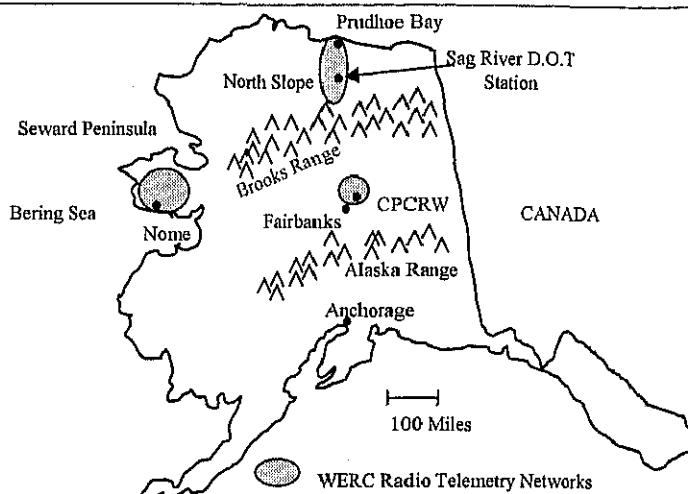 Prudhoe Bay
Sag River D.O.T
Station
North Slope
Seward Peninsula
Brooks Range
Bering Sea
CPCRW
CANADA
Fairbanks
Nome
Alaska Range
Anchorage
100 Miles
WERC Radio Telemetry Networks